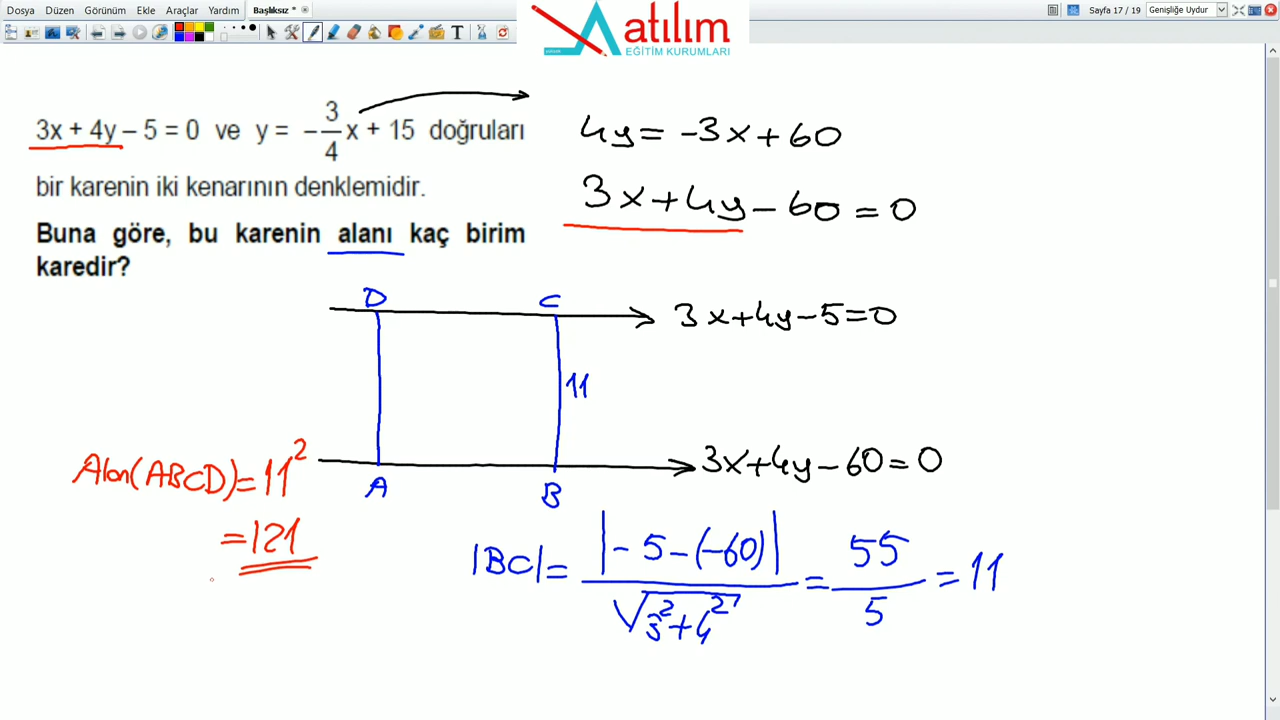 Dosya Düzen Görünüm Ekle Araçlar Yardım Başlıksız * Sayfa 17 / 19 Genişliğe Uydur
atılım
EĞİTİM KURUMLARI
3x + 4y – 5 = 0 ve y = –3/4x + 15 doğruları
bir karenin iki kenarının denklemidir.
Buna göre, bu karenin alanı kaç birim
karedir?
4y = -3x + 60
3x + 4y - 60 = 0
D C 3x+4y-5=0
11
A B 3x+4y-60=0
Alan(ABCD) = 11²
= 121
|BC| = |-5-(-60)| / √3²+4² = 55/5 = 11